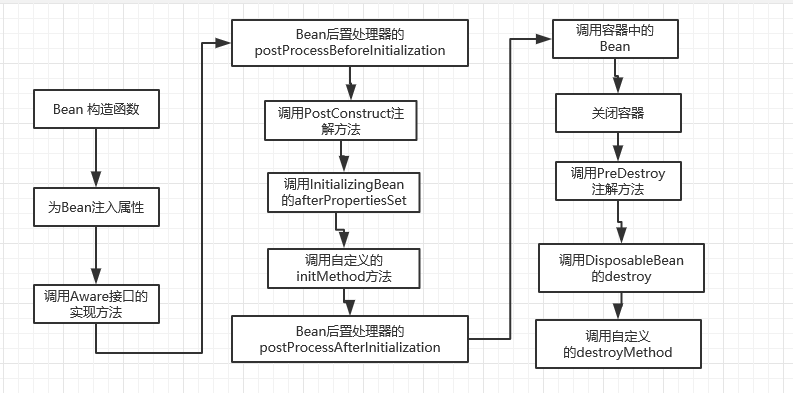 Bean 构造函数
为Bean注入属性
调用Aware接口的
实现方法
Bean后置处理器的
postProcessBeforeInitialization
调用PostConstruct注
解方法
调用InitializingBean
的afterPropertiesSet
调用自定义的
initMethod方法
Bean后置处理器的
postProcessAfterInitialization
调用容器中的
Bean
关闭容器
调用PreDestroy
注解方法
调用DisposableBean
的destroy
调用自定义
的destroyMethod